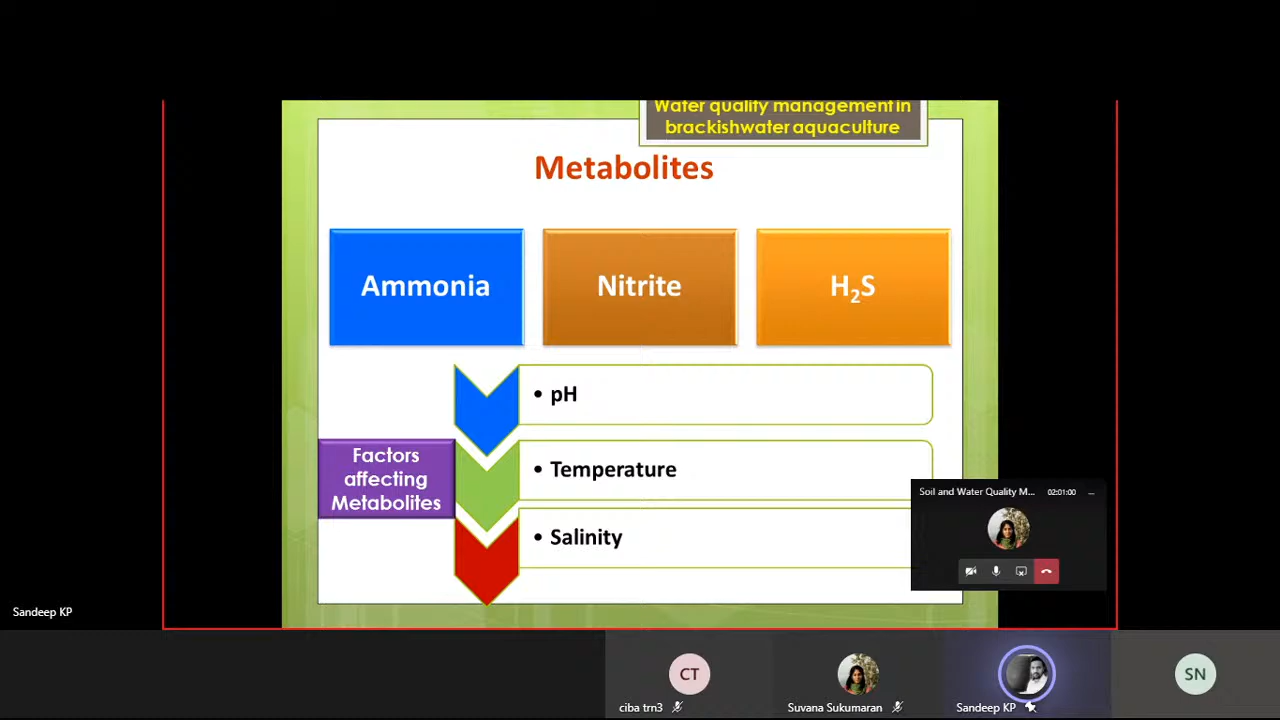 Water quality management in
brackishwater aquaculture
Metabolites
Ammonia
Nitrite
H₂S
• pH
Factors
affecting
Metabolites
• Temperature
• Salinity
Soil and Water Quality M... 02:01:00
Sandeep KP
CT
SN
ciba trn3
Suvana Sukumaran
Sandeep KP